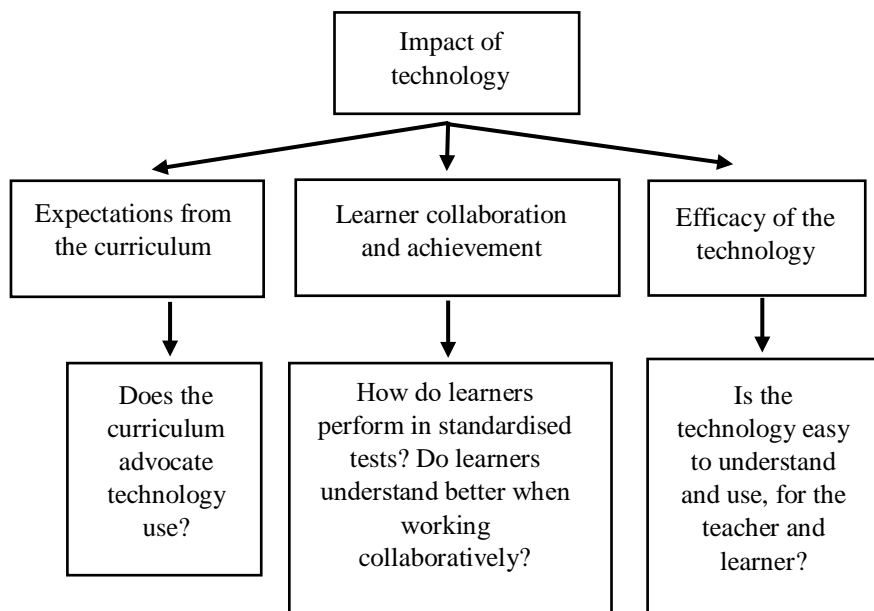 Impact of
technology
Expectations from
the curriculum
Learner collaboration
and achievement
Efficacy of the
technology
Does the
curriculum
advocate
technology
use?
How do learners
perform in standardised
tests? Do learners
understand better when
working
collaboratively?
Is the
technology easy
to understand
and use, for the
teacher and
learner?